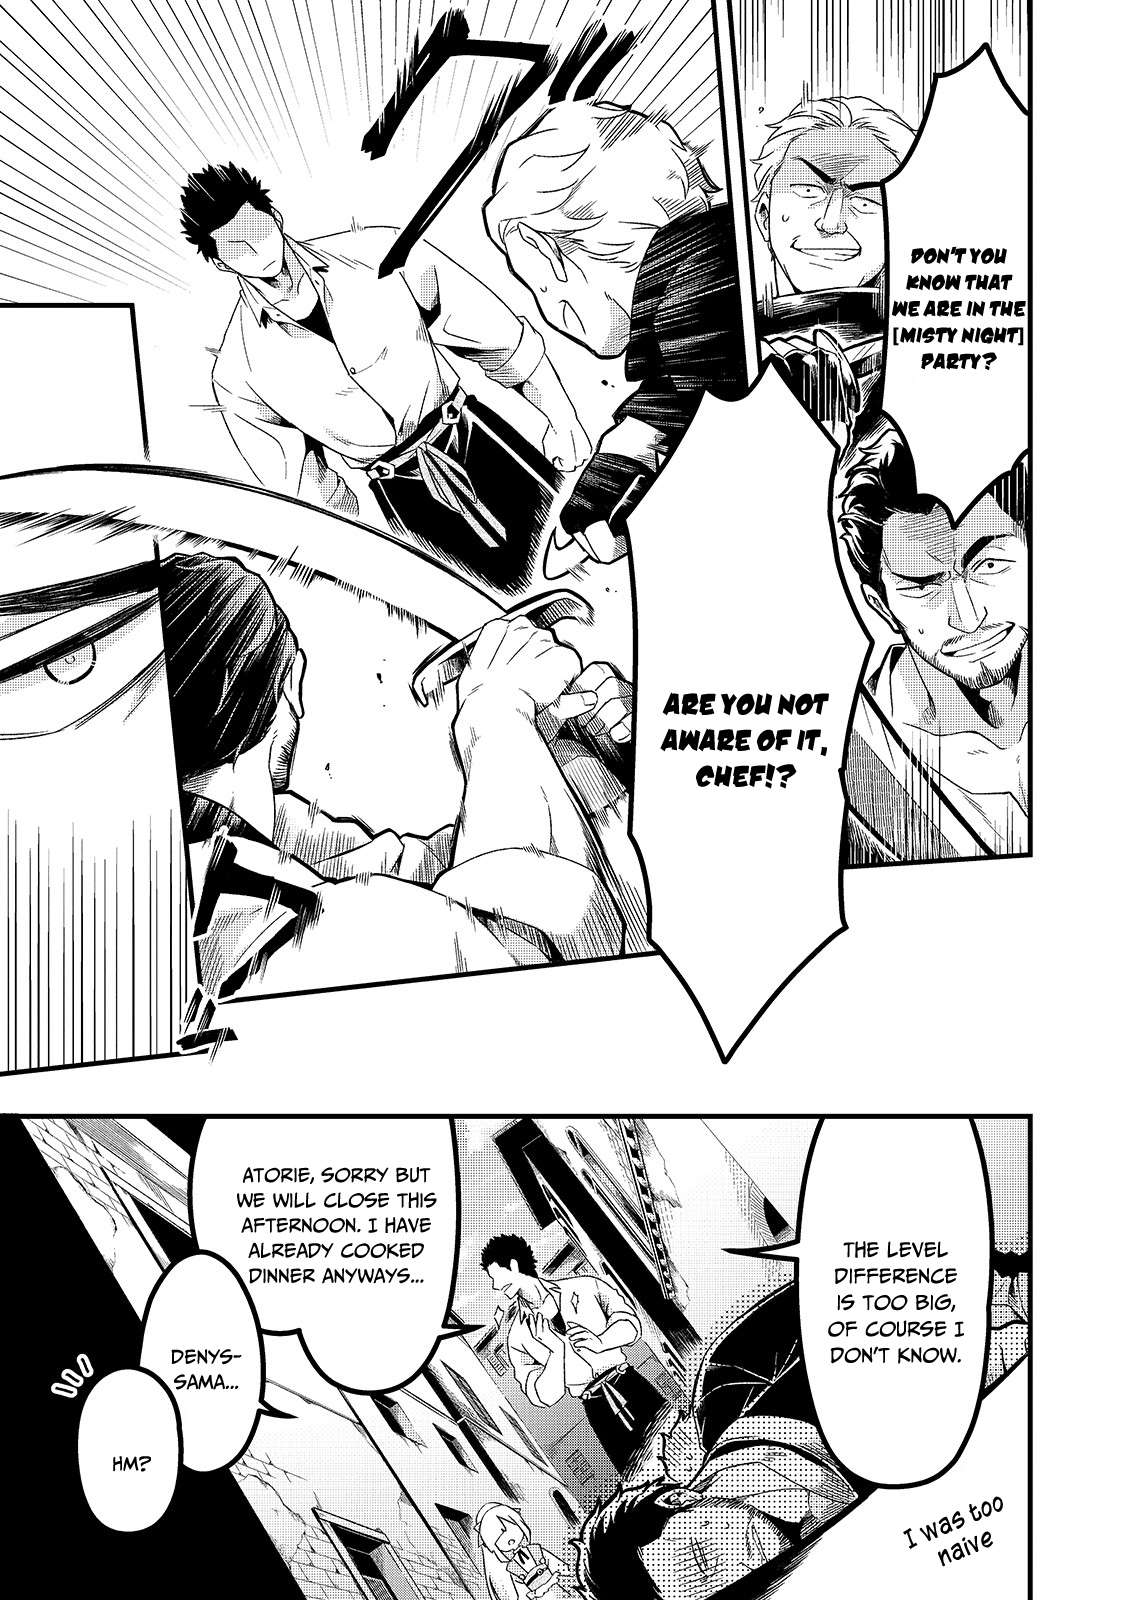 DON'T YOU
KNOW THAT
WE ARE IN THE
[MISTY NIGHT]
PARTY?
ARE YOU NOT
AWARE OF IT,
CHEF!?
THE LEVEL
DIFFERENCE
IS TOO BIG,
OF COURSE I
DON'T KNOW.
I was too
naive
ATORIE, SORRY BUT
WE WILL CLOSE THIS
AFTERNOON. I HAVE
ALREADY COOKED
DINNER ANYWAYS...
DENYS-
SAMA...
HM?